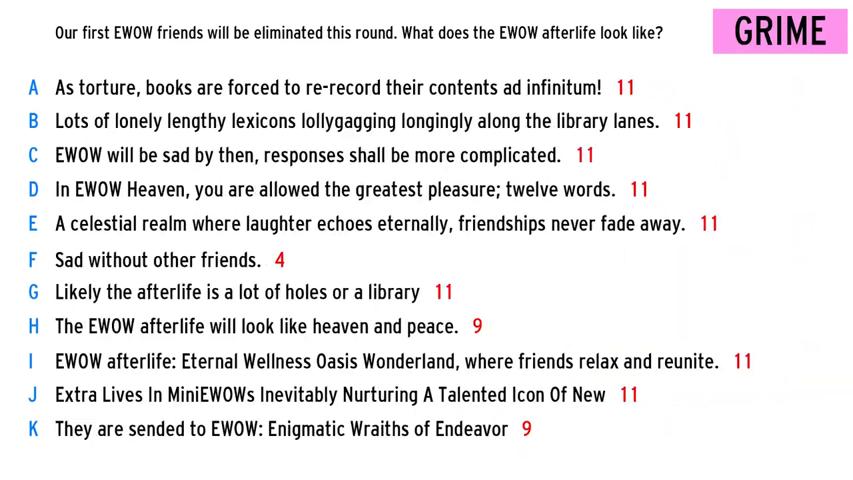 Our first EWOW friends will be eliminated this round. What does the EWOW afterlife look like?
GRIME
A As torture, books are forced to re-record their contents ad infinitum! 11
B Lots of lonely lengthy lexicons lollygagging longingly along the library lanes. 11
C EWOW will be sad by then, responses shall be more complicated. 11
D In EWOW Heaven, you are allowed the greatest pleasure; twelve words. 11
E A celestial realm where laughter echoes eternally, friendships never fade away. 11
F Sad without other friends. 4
G Likely the afterlife is a lot of holes or a library 11
H The EWOW afterlife will look like heaven and peace. 9
I EWOW afterlife: Eternal Wellness Oasis Wonderland, where friends relax and reunite. 11
J Extra Lives In MiniEWOWs Inevitably Nurturing A Talented Icon Of New 11
K They are sended to EWOW: Enigmatic Wraiths of Endeavor 9